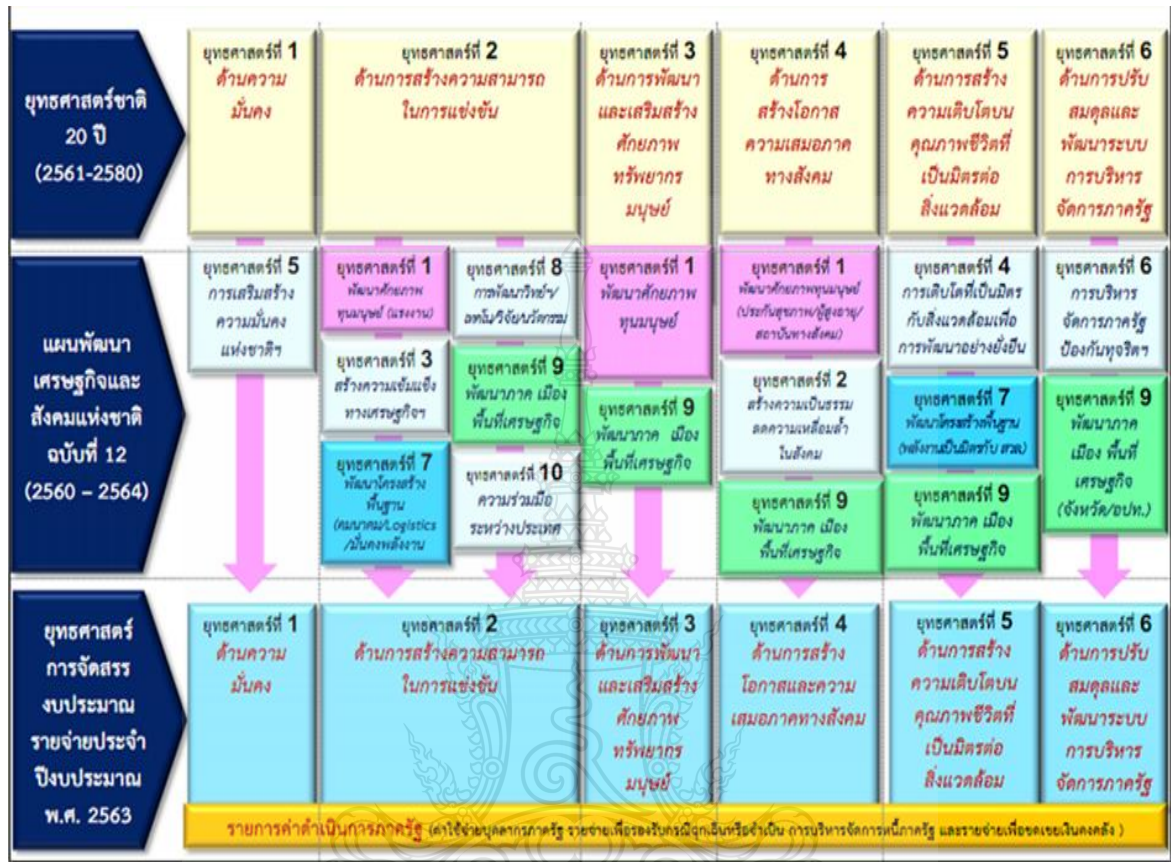 ยุทธศาสตร์ชาติ
20 ปี
(2561-2580)
ยุทธศาสตร์ที่ 1
ด้านความ
มั่นคง
ยุทธศาสตร์ที่ 2
ด้านการสร้างความสามารถ
ในการแข่งขัน
ยุทธศาสตร์ที่ 3
ด้านการพัฒนา
และเสริมสร้าง
ศักยภาพ
ทรัพยากร
มนุษย์
ยุทธศาสตร์ที่ 4
ด้านการ
สร้างโอกาส
ความเสมอภาค
ทางสังคม
ยุทธศาสตร์ที่ 5
ด้านการสร้าง
ความเติบโตบน
คุณภาพชีวิตที่
เป็นมิตรต่อ
สิ่งแวดล้อม
ยุทธศาสตร์ที่ 6
ด้านการปรับ
สมดุลและ
พัฒนาระบบ
การบริหาร
จัดการภาครัฐ
แผนพัฒนา
เศรษฐกิจและ
สังคมแห่งชาติ
ฉบับที่ 12
(2560 – 2564)
ยุทธศาสตร์ที่ 5
การเสริมสร้าง
ความมั่นคง
แห่งชาติฯ
ยุทธศาสตร์ที่ 1
พัฒนาศักยภาพ
ทุนมนุษย์ (แรงงาน)
ยุทธศาสตร์ที่ 3
สร้างความเข้มแข็ง
ทางเศรษฐกิจฯ
ยุทธศาสตร์ที่ 7
พัฒนาโครงสร้าง
พื้นฐาน
(คมนาคม/Logistics
/มั่นคงพลังงาน
ยุทธศาสตร์ที่ 8
การพัฒนาวิทย์ฯ/
เทคโน/วิจัย/นวัตกรรม
ยุทธศาสตร์ที่ 9
พัฒนาภาค เมือง
พื้นที่เศรษฐกิจ
ยุทธศาสตร์ที่ 10
ความร่วมมือ
ระหว่างประเทศ
ยุทธศาสตร์ที่ 1
พัฒนาศักยภาพ
ทุนมนุษย์
ยุทธศาสตร์ที่ 9
พัฒนาภาค เมือง
พื้นที่เศรษฐกิจ
ยุทธศาสตร์ที่ 1
พัฒนาศักยภาพทุนมนุษย์
(ประกันสุขภาพ/ผู้สูงอายุ/
สถาบันทางสังคม)
ยุทธศาสตร์ที่ 2
สร้างความเป็นธรรม
ลดความเหลื่อมล้ำ
ในสังคม
ยุทธศาสตร์ที่ 9
พัฒนาภาค เมือง
พื้นที่เศรษฐกิจ
ยุทธศาสตร์ที่ 4
การเติบโตที่เป็นมิตร
กับสิ่งแวดล้อมเพื่อ
การพัฒนาอย่างยั่งยืน
ยุทธศาสตร์ที่ 7
พัฒนาโครงสร้างพื้นฐาน
(พลังงานเป็นมิตรกับ สวล.)
ยุทธศาสตร์ที่ 9
พัฒนาภาค เมือง
พื้นที่เศรษฐกิจ
ยุทธศาสตร์ที่ 6
การบริหาร
จัดการภาครัฐ
ป้องกันทุจริตฯ
ยุทธศาสตร์ที่ 9
พัฒนาภาค
เมือง พื้นที่
เศรษฐกิจ
(จังหวัด/อปท.)
ยุทธศาสตร์
การจัดสรร
งบประมาณ
รายจ่ายประจำ
ปีงบประมาณ
พ.ศ. 2563
ยุทธศาสตร์ที่ 1
ด้านความ
มั่นคง
ยุทธศาสตร์ที่ 2
ด้านการสร้างความสามารถ
ในการแข่งขัน
ยุทธศาสตร์ที่ 3
ด้านการพัฒนา
และเสริมสร้าง
ศักยภาพ
ทรัพยากร
มนุษย์
ยุทธศาสตร์ที่ 4
ด้านการสร้าง
โอกาสและความ
เสมอภาคทางสังคม
ยุทธศาสตร์ที่ 5
ด้านการสร้าง
ความเติบโตบน
คุณภาพชีวิตที่
เป็นมิตรต่อ
สิ่งแวดล้อม
ยุทธศาสตร์ที่ 6
ด้านการปรับ
สมดุลและ
พัฒนาระบบ
การบริหาร
จัดการภาครัฐ
รายการค่าดำเนินการภาครัฐ (ค่าใช้จ่ายบุคลากรภาครัฐ รายจ่ายเพื่อรองรับกรณีฉุกเฉินหรือจำเป็น การบริหารจัดการหนี้ภาครัฐ และรายจ่ายเพื่อชดเชยเงินคงคลัง )